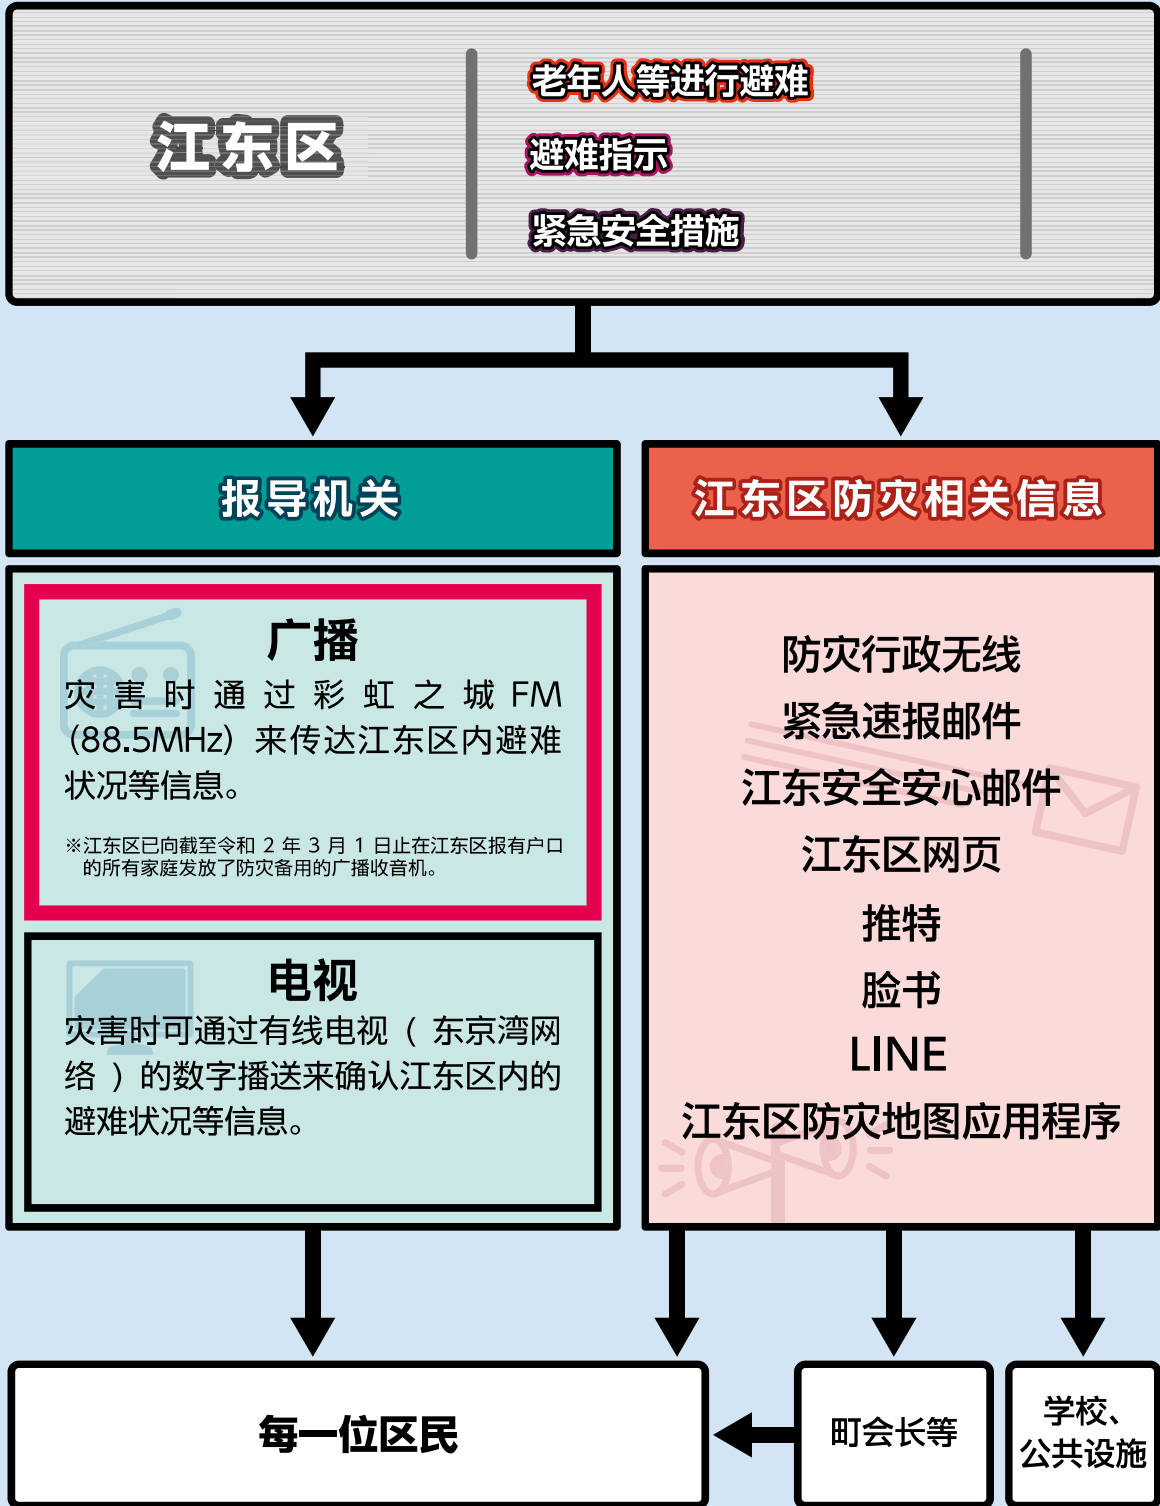 江东区
老年人等进行避难
避难指示
紧急安全措施
报导机关
江东区防灾相关信息
广播
灾害时通过彩虹之城FM
（88.5MHz）来传达江东区内避难
状况等信息。
※江东区已向截至令和 2 年 3 月 1 日止在江东区报有户口
的所有家庭发放了防灾备用的广播收音机。
电视
灾害时可通过有线电视（ 东京湾网
络 ）的数字播送来确认江东区内的
避难状况等信息。
防灾行政无线
紧急速报邮件
江东安全安心邮件
江东区网页
推特
脸书
LINE
江东区防灾地图应用程序
每一位区民
町会长等
学校、
公共设施